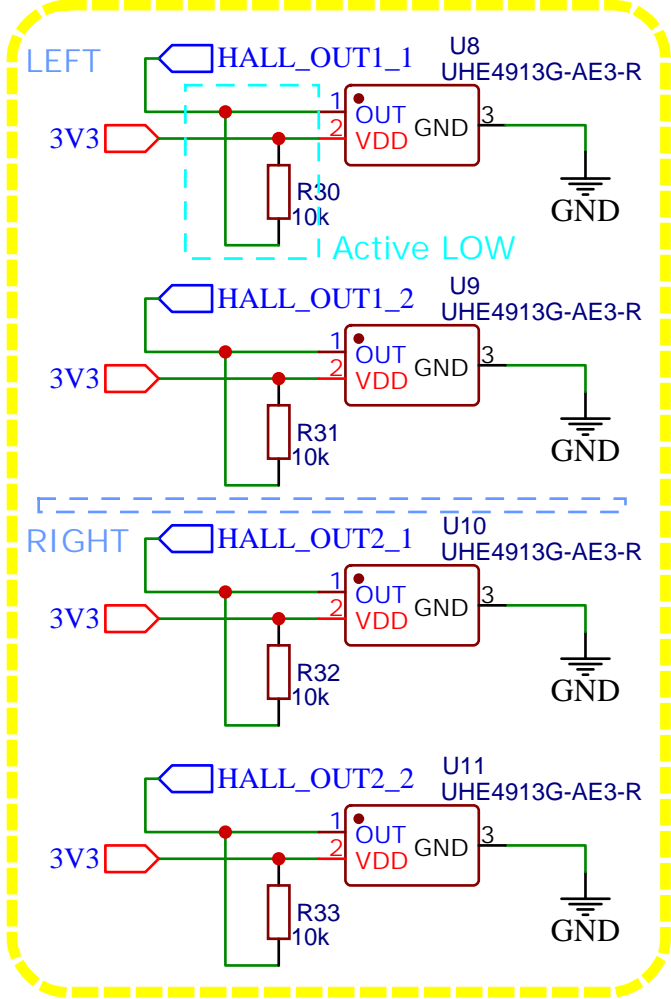 LEFT
HALL_OUT1_1
U8
UHE4913G-AE3-R
3V3
1
2
OUT
VDD
GND
3
R30
10k
GND
Active LOW
HALL_OUT1_2
U9
UHE4913G-AE3-R
3V3
1
2
OUT
VDD
GND
3
R31
10k
GND
RIGHT
HALL_OUT2_1
U10
UHE4913G-AE3-R
3V3
1
2
OUT
VDD
GND
3
R32
10k
GND
HALL_OUT2_2
U11
UHE4913G-AE3-R
3V3
1
2
OUT
VDD
GND
3
R33
10k
GND